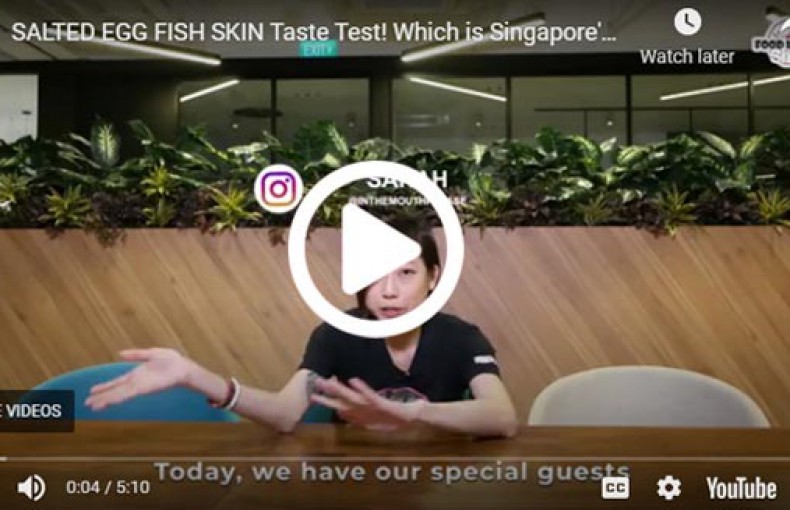 SALTED EGG FISH SKIN Taste Test! Which is Singapore'...
EXIT
Watch later
FOOD
SARAH
VIDEOS
0:04 / 5:10
Today, we have our special guests
CC
YouTube